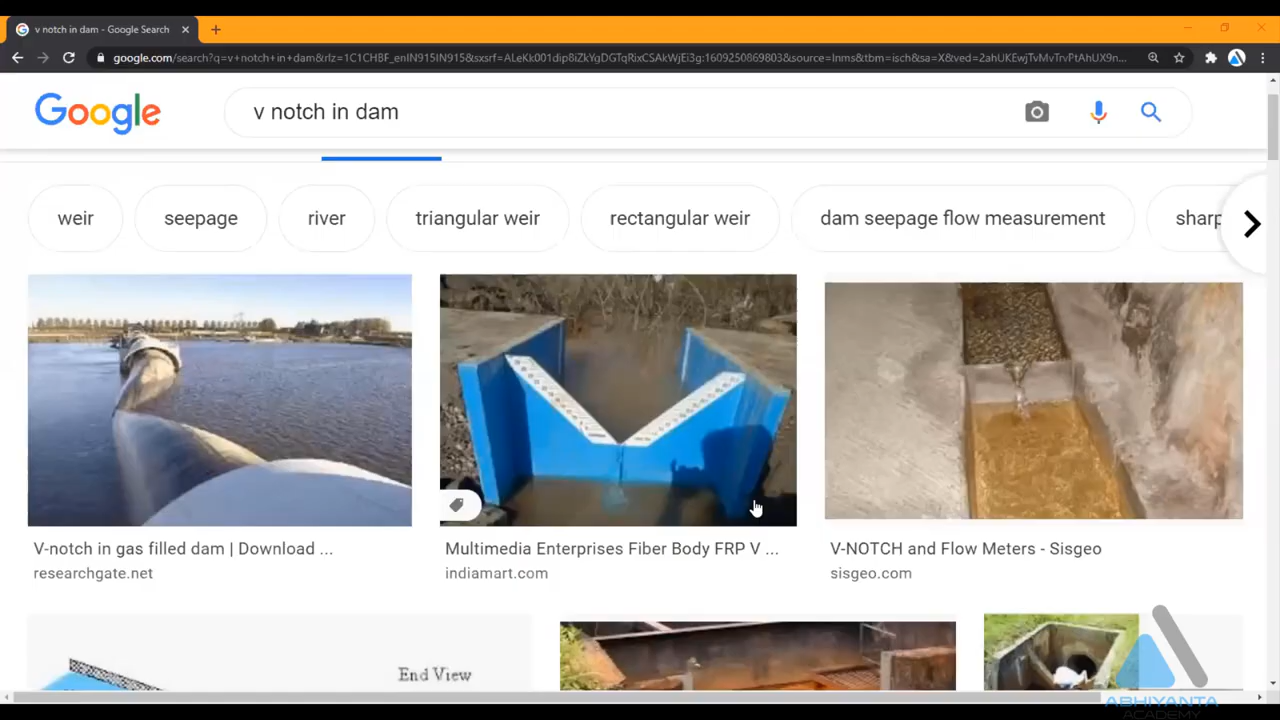 v notch in dam - Google Search
google.com/search?q=v+notch+in+dam&rlz=1C1CHBF_enIN915IN915&sxsrf=ALeKk001dip8iZkYgDGTqRixCSAkWjEi3g:1609250869803&source=lnms&tbm=isch&sa=X&ved=2ahUKEwjTvMvTrvPtAhUX9n...
Google
v notch in dam
weir
seepage
river
triangular weir
rectangular weir
dam seepage flow measurement
sharp
V-notch in gas filled dam | Download ...
researchgate.net
Multimedia Enterprises Fiber Body FRP V ...
indiamart.com
V-NOTCH and Flow Meters - Sisgeo
sisgeo.com
End View
ABHIYANTA
ACADEMY